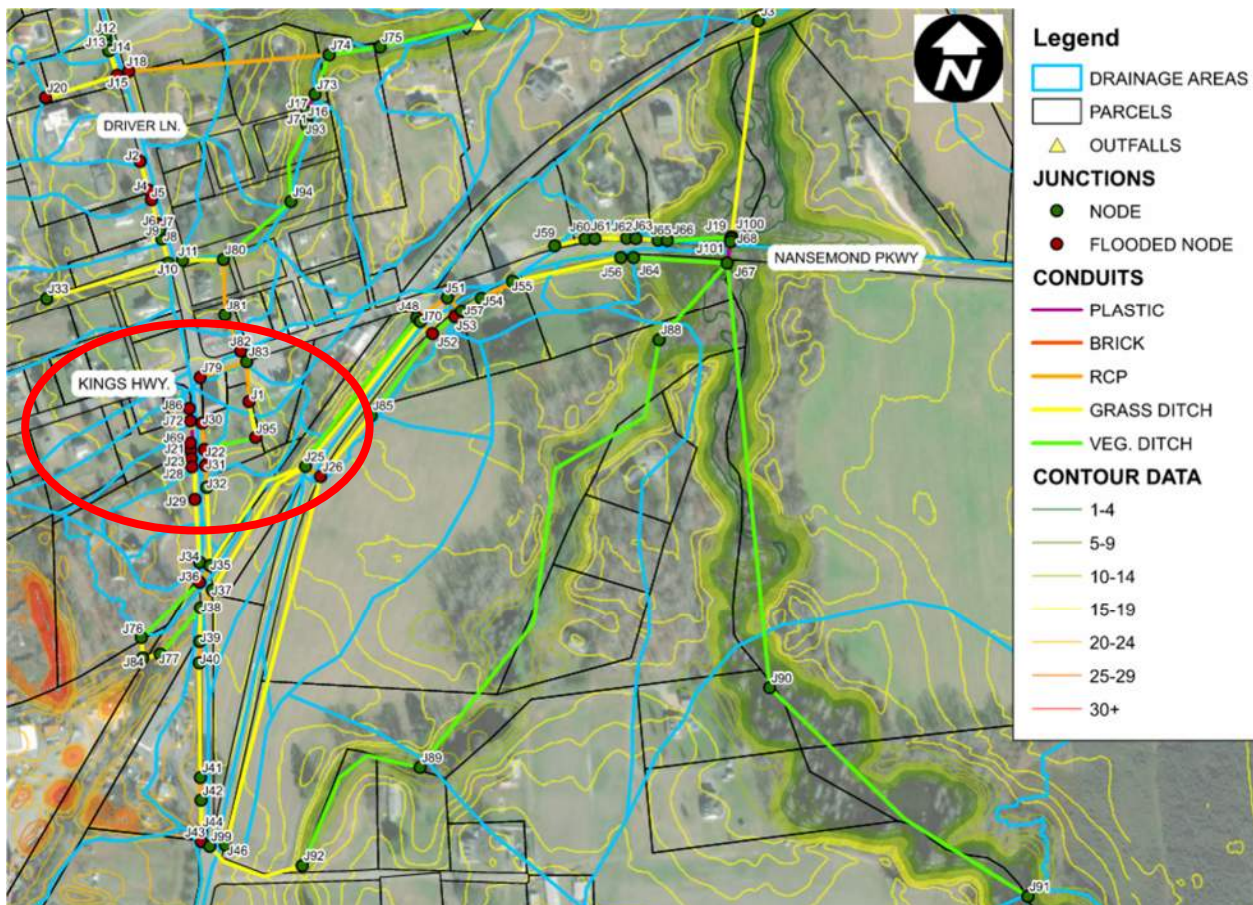 J12
J13
J14
J18
J15
J20
DRIVER LN.
J2
J4
J5
J6
J7
J9
J8
J11
J10
J33
J74
J75
J73
J17
J16
J71
J93
J94
J80
J81
J3
N
J59
J60
J61
J62
J63
J65
J66
J19
J100
J68
J101
J67
NANSEMOND PKWY
J56
J64
J55
J54
J51
J48
J70
J57
J53
J52
J88
J85
J82
J83
J79
KINGS HWY.
J1
J86
J72
J30
J95
J69
J21
J22
J23
J31
J28
J32
J29
J25
J26
J34
J35
J36
J37
J38
J76
J39
J84
J77
J40
J41
J42
J44
J43
J99
J46
J92
J89
J90
J91
Legend
DRAINAGE AREAS
PARCELS
OUTFALLS
JUNCTIONS
NODE
FLOODED NODE
CONDUITS
PLASTIC
BRICK
RCP
GRASS DITCH
VEG. DITCH
CONTOUR DATA
1-4
5-9
10-14
15-19
20-24
25-29
30+